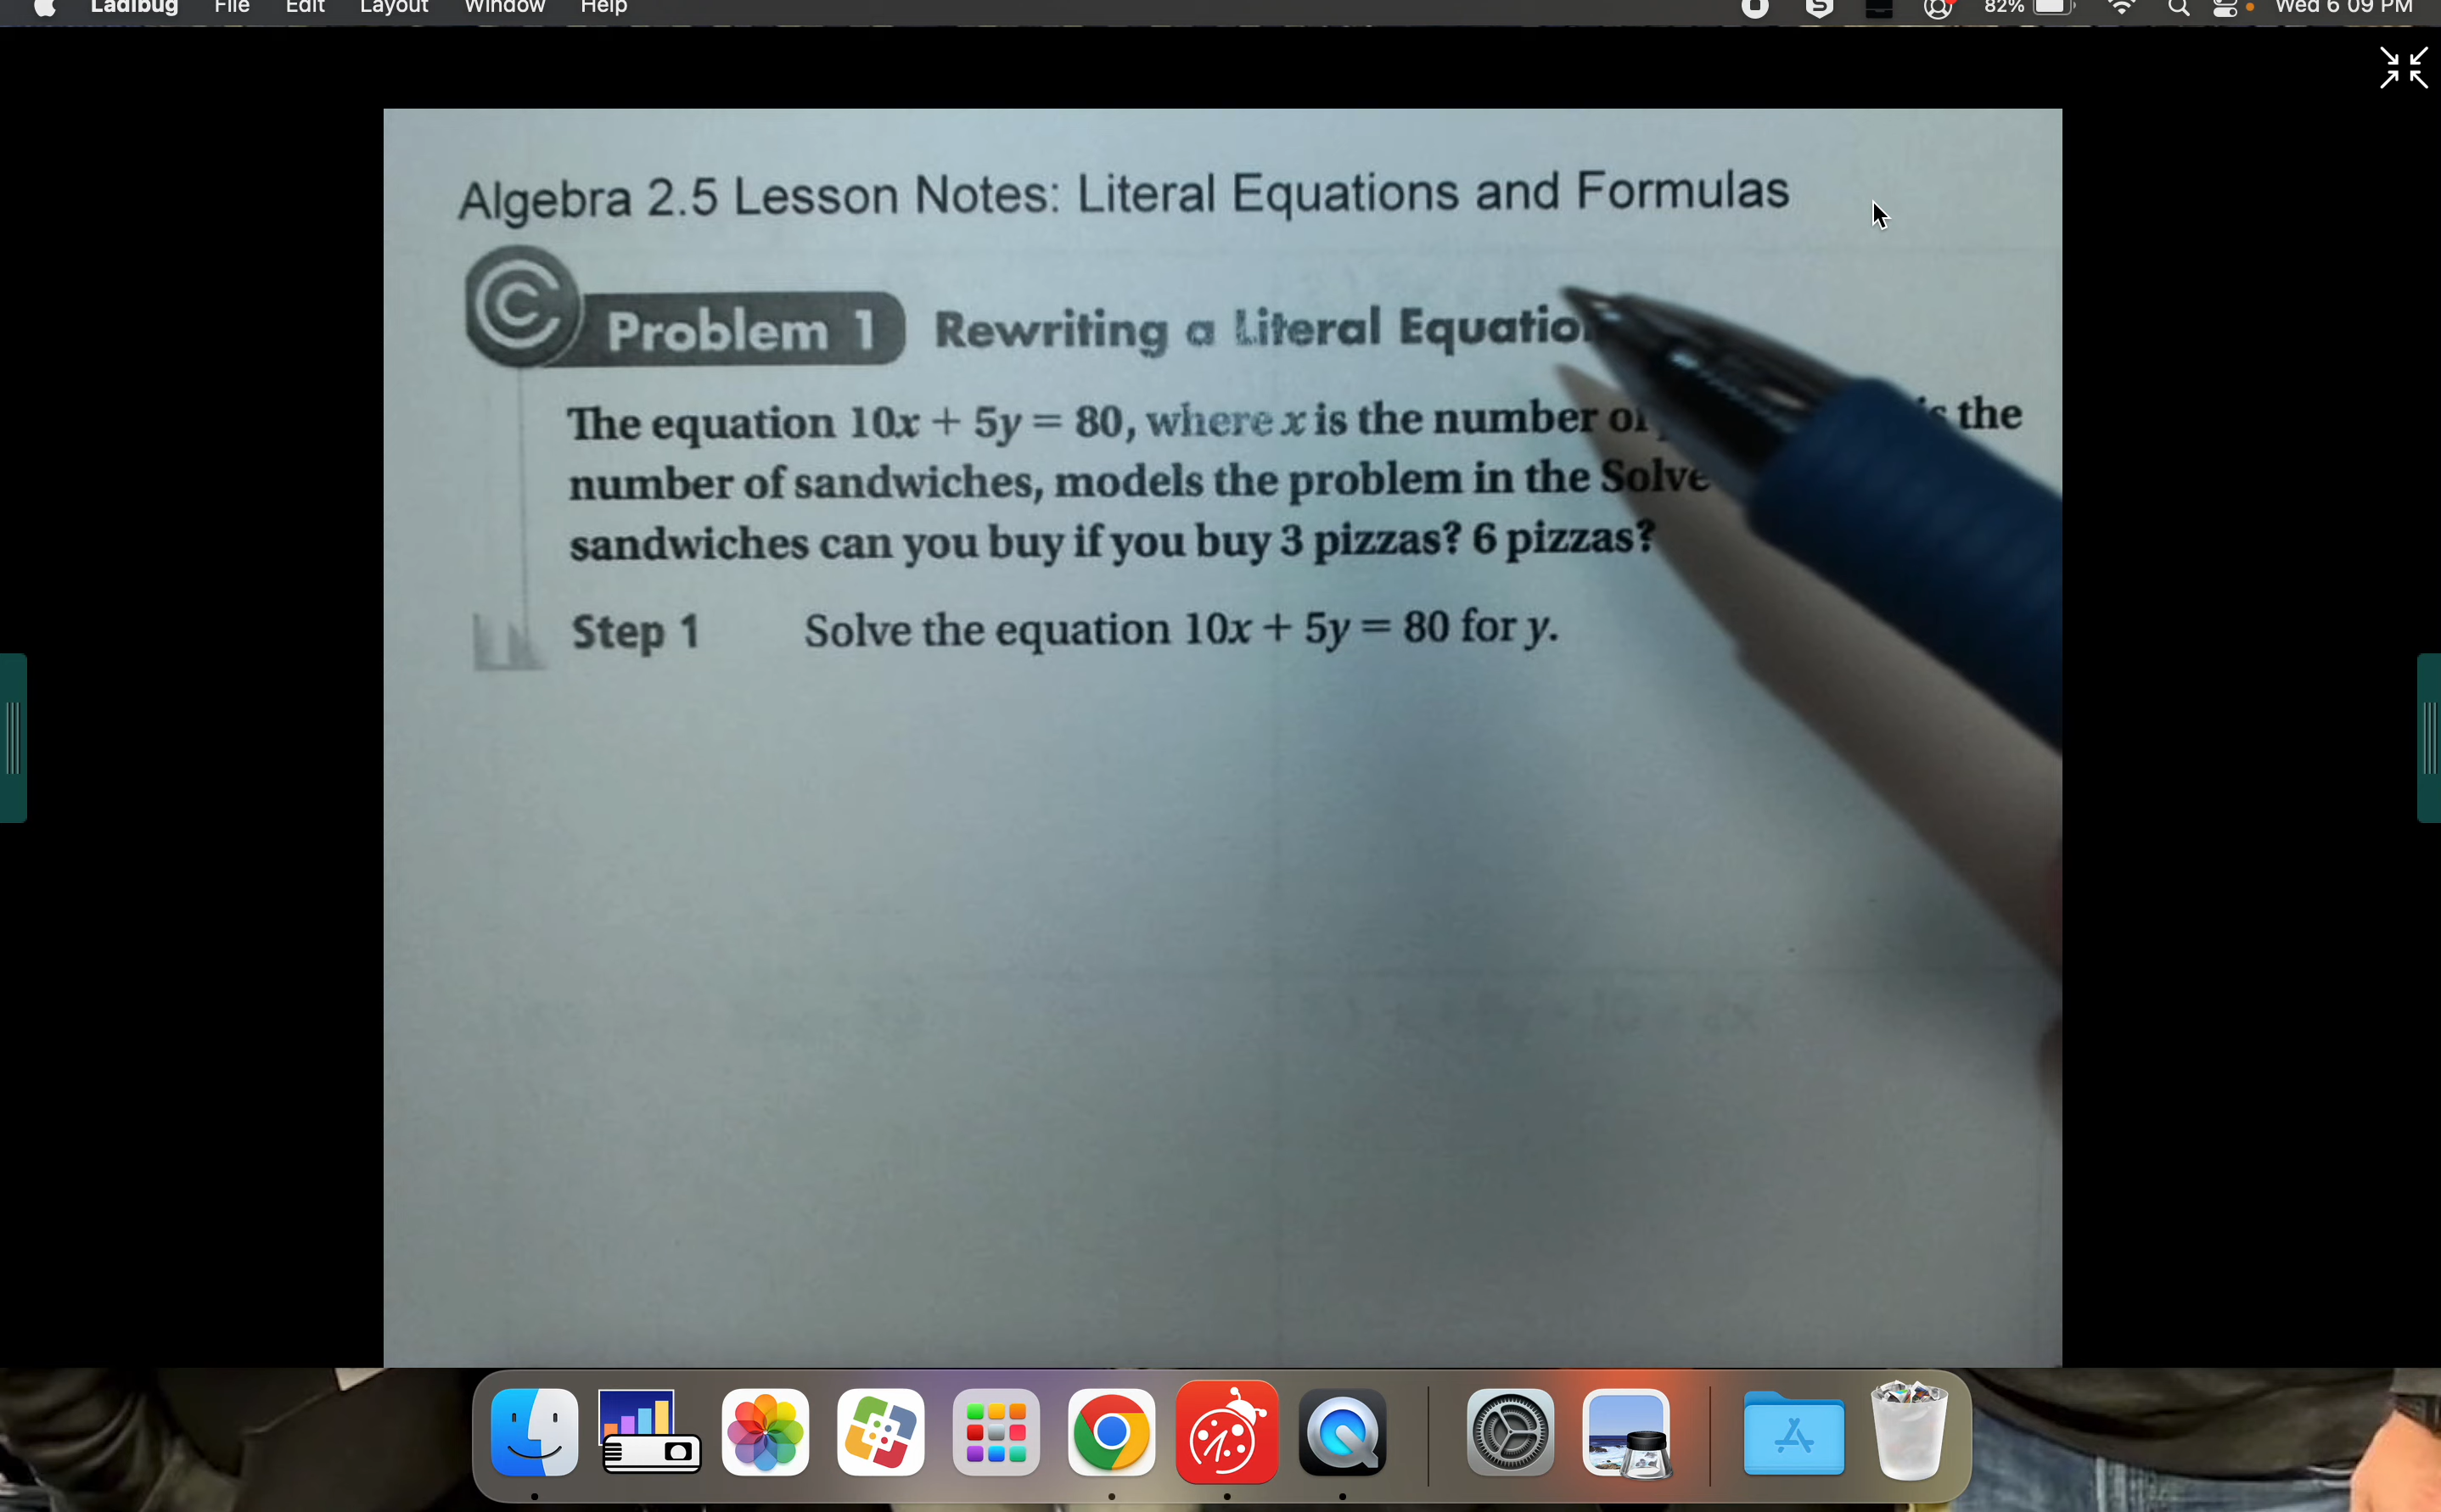 Ladibug File Edit Layout Window Help 82% Wed 6 09 PM
Algebra 2.5 Lesson Notes: Literal Equations and Formulas
C Problem 1 Rewriting a Literal Equation
The equation 10x + 5y = 80, where x is the number of is the
number of sandwiches, models the problem in the Solve
sandwiches can you buy if you buy 3 pizzas? 6 pizzas?
Step 1 Solve the equation 10x + 5y = 80 for y.